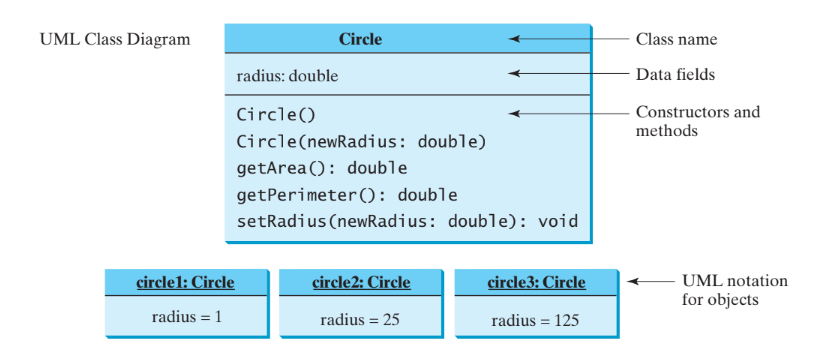 UML Class Diagram
Circle
Class name
radius: double
Data fields
Circle()
Constructors and
methods
Circle(newRadius: double)
getArea(): double
getPerimeter(): double
setRadius(newRadius: double): void
circle1: Circle
circle2: Circle
circle3: Circle
UML notation
for objects
radius = 1
radius = 25
radius = 125